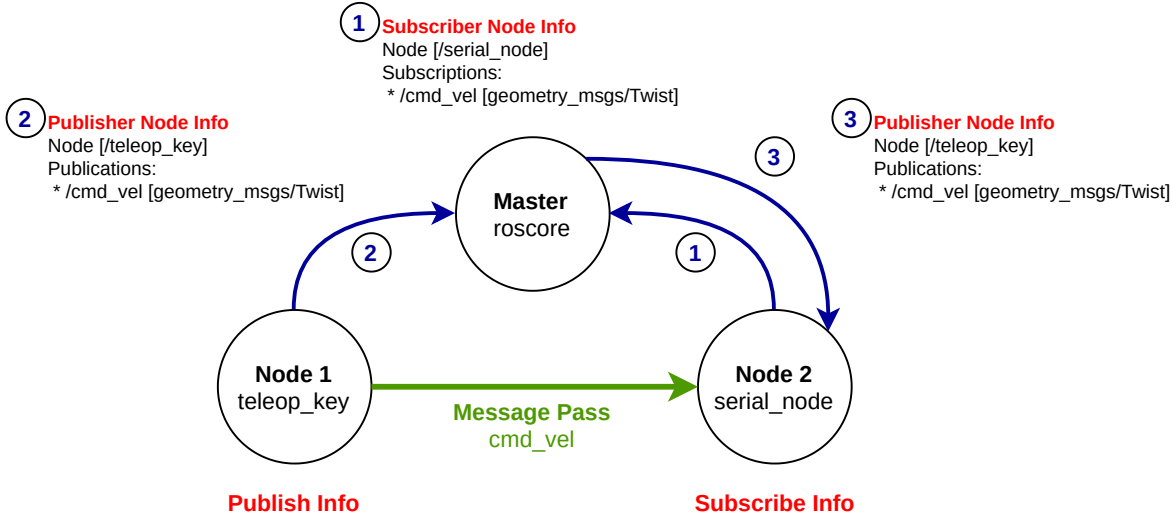 1
Subscriber Node Info
Node [/serial_node]
Subscriptions:
* /cmd_vel [geometry_msgs/Twist]
2
Publisher Node Info
Node [/teleop_key]
Publications:
* /cmd_vel [geometry_msgs/Twist]
3
Publisher Node Info
Node [/teleop_key]
Publications:
* /cmd_vel [geometry_msgs/Twist]
3
Master
roscore
2
1
Node 1
teleop_key
Message Pass
cmd_vel
Node 2
serial_node
Publish Info
Subscribe Info